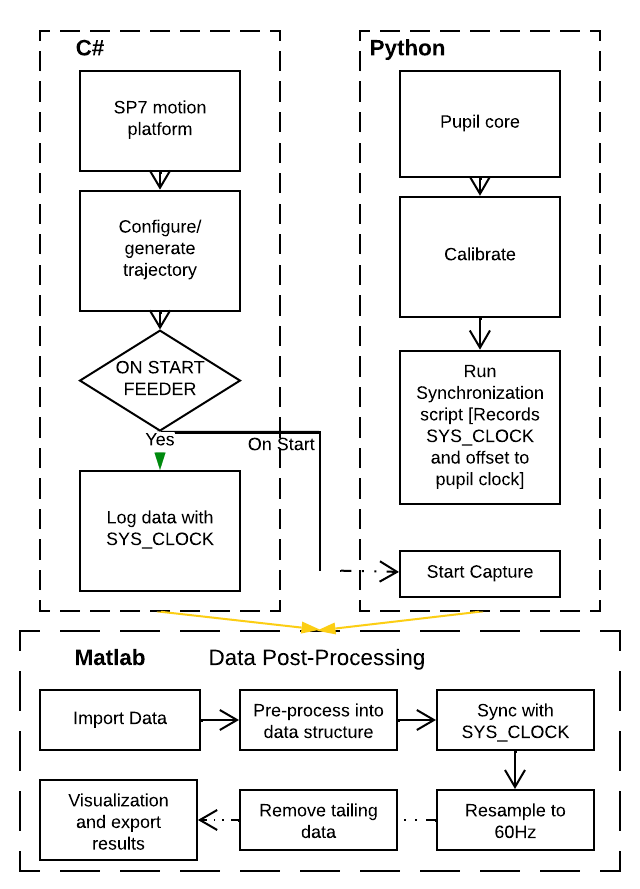 C#
SP7 motion
platform
Configure/
generate
trajectory
ON START
FEEDER
Yes
On Start
Log data with
SYS_CLOCK
Python
Pupil core
Calibrate
Run
Synchronization
script [Records
SYS_CLOCK
and offset to
pupil clock]
Start Capture
Matlab
Data Post-Processing
Import Data
Pre-process into
data structure
Sync with
SYS_CLOCK
Resample to
60Hz
Remove tailing
data
Visualization
and export
results